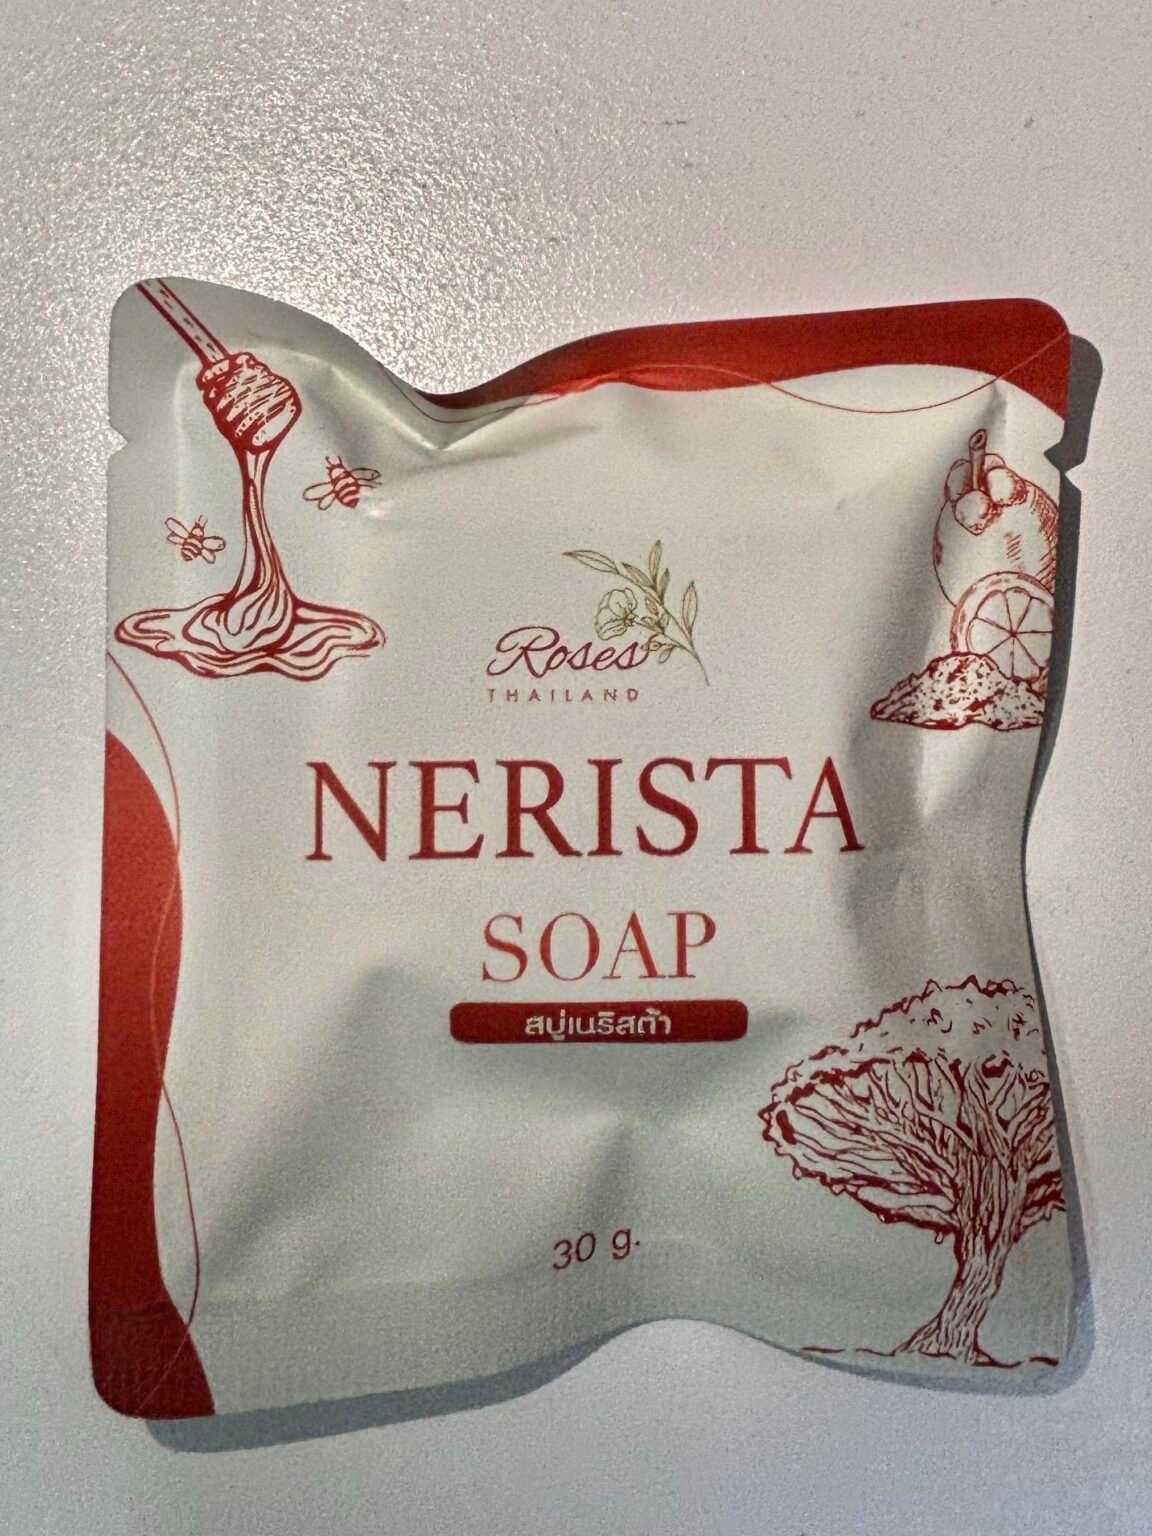 Roses
THAILAND
NERISTA
SOAP
สบู่เนริสต้า
30 g.